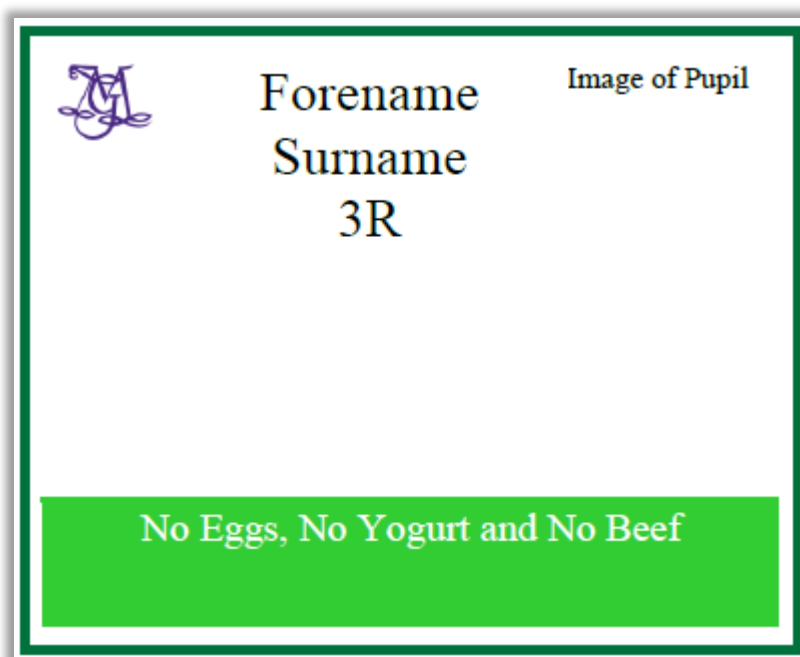 Forename
Surname
3R
Image of Pupil
No Eggs, No Yogurt and No Beef